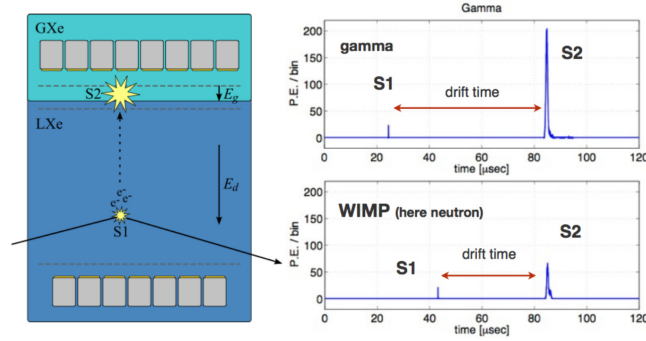 GXe
S2
E_g
LXe
E_d
e-
e- e-
S1
Gamma
P.E. / bin
200
150
100
50
0
gamma
S1
S2
drift time
0 20 40 60 80 100 120
time [μsec]
P.E. / bin
200
150
100
50
0
WIMP (here neutron)
S1
S2
drift time
0 20 40 60 80 100 120
time [μsec]